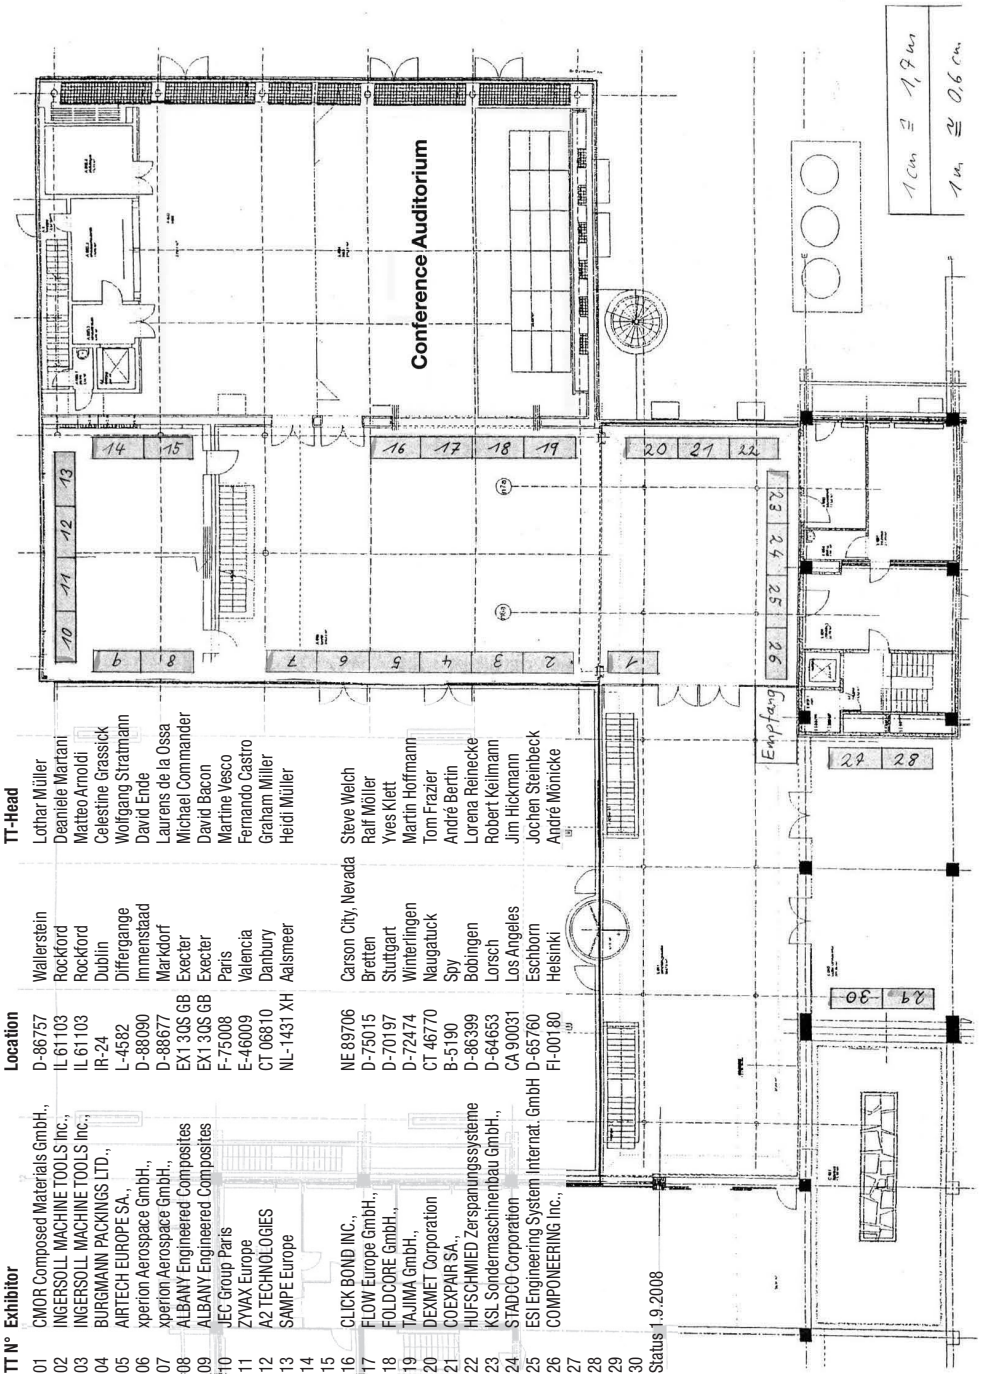 TT N° Exhibitor Location TT-Head
01 CMOR Composed Materials GmbH., D-86757 Wallerstein Lothar Müller
02 INGERSOLL MACHINE TOOLS Inc., IL 61103 Rockford Deaniele Martani
03 INGERSOLL MACHINE TOOLS Inc., IL 61103 Rockford Matteo Arnoldi
04 BURGMANN PACKINGS LTD., IR-24 Dublin Celestine Grassick
05 AIRTECH EUROPE SA., L-4582 Differgange Wolfgang Stratmann
06 xperion Aerospace GmbH., D-88090 Immenstaad David Ende
07 xperion Aerospace GmbH., D-88677 Markdorf Laurens de la Ossa
08 ALBANY Engineered Composites EX1 3QS GB Execter Michael Commander
09 ALBANY Engineered Composites EX1 3QS GB Execter David Bacon
10 JEC Group Paris F-75008 Paris Martine Vesco
11 ZYVAX Europe E-46009 Valencia Fernando Castro
12 A2 TECHNOLOGIES CT 06810 Danbury Graham Miller
13 SAMPE Europe NL-1431 XH Aalsmeer Heidi Müller
14
15
16 CLICK BOND INC., NE 89706 Carson City, Nevada Steve Welch
17 FLOW Europe GmbH., D-75015 Bretten Ralf Möller
18 FOLDCORE GmbH., D-70197 Stuttgart Yves Klett
19 TAJIMA GmbH., D-72474 Winterlingen Martin Hoffmann
20 DEXMET Corporation CT 46770 Naugatuck Tom Frazier
21 COEXPAIR SA., B-5190 Spy André Bertin
22 HUFSCHMIED Zerspanungssysteme D-86399 Bobingen Lorena Reinecke
23 KSL Sondermaschinenbau GmbH., D-64653 Lorsch Robert Keilmann
24 STADCO Corporation CA 90031 Los Angeles Jim Hickmann
25 ESI Engineering System Internat. GmbH D-65760 Eschborn Jochen Steinbeck
26 COMPONEERING Inc., FI-00180 Helsinki André Mönicke
27
28
29
30
Status 1.9.2008
Conference Auditorium
10 11 12 13
9 8
14 15
7 6 5 4 3 2
16 17 18 19
1
20 21 22
23 24 25 26
Empfang
27 28
30 29
1 cm ≅ 1,7 m
1 m ≅ 0,6 cm